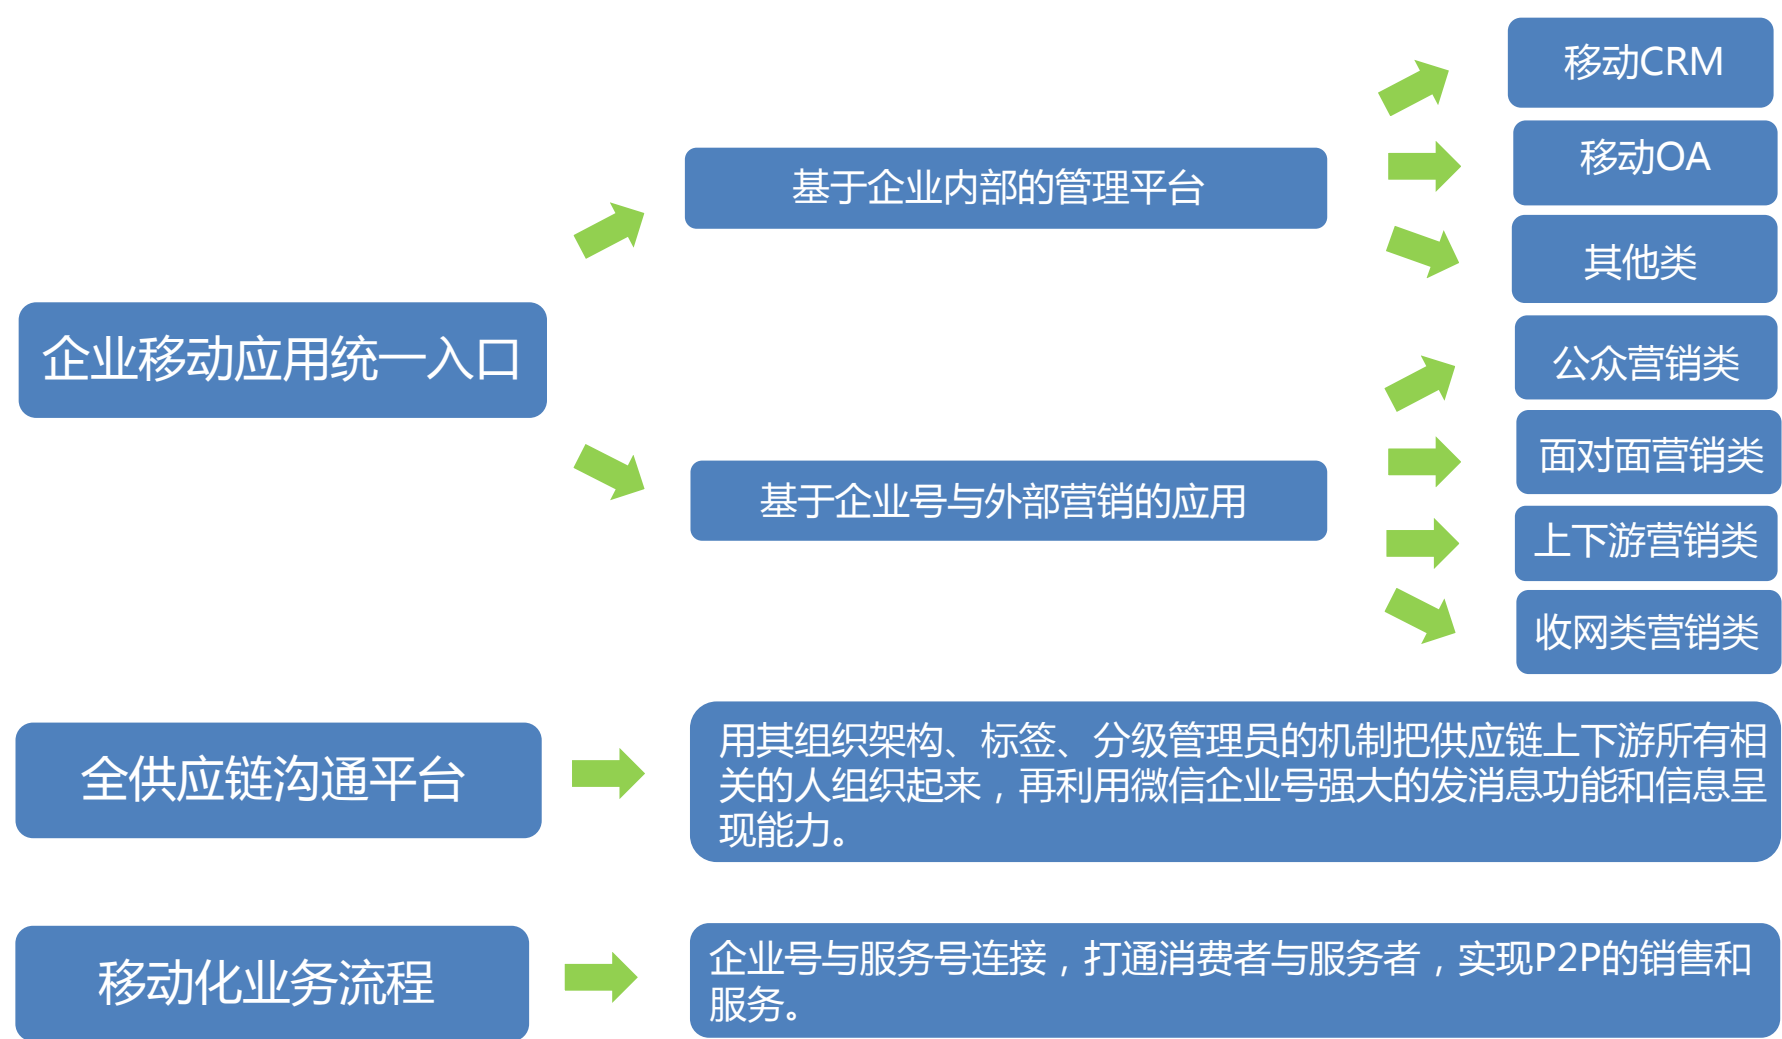 移动CRM
移动OA
基于企业内部的管理平台
其他类
企业移动应用统一入口
公众营销类
面对面营销类
基于企业号与外部营销的应用
上下游营销类
收网类营销类
全供应链沟通平台
用其组织架构、标签、分级管理员的机制把供应链上下游所有相
关的人组织起来，再利用微信企业号强大的发消息功能和信息呈
现能力。
移动化业务流程
企业号与服务号连接，打通消费者与服务者，实现P2P的销售和
服务。